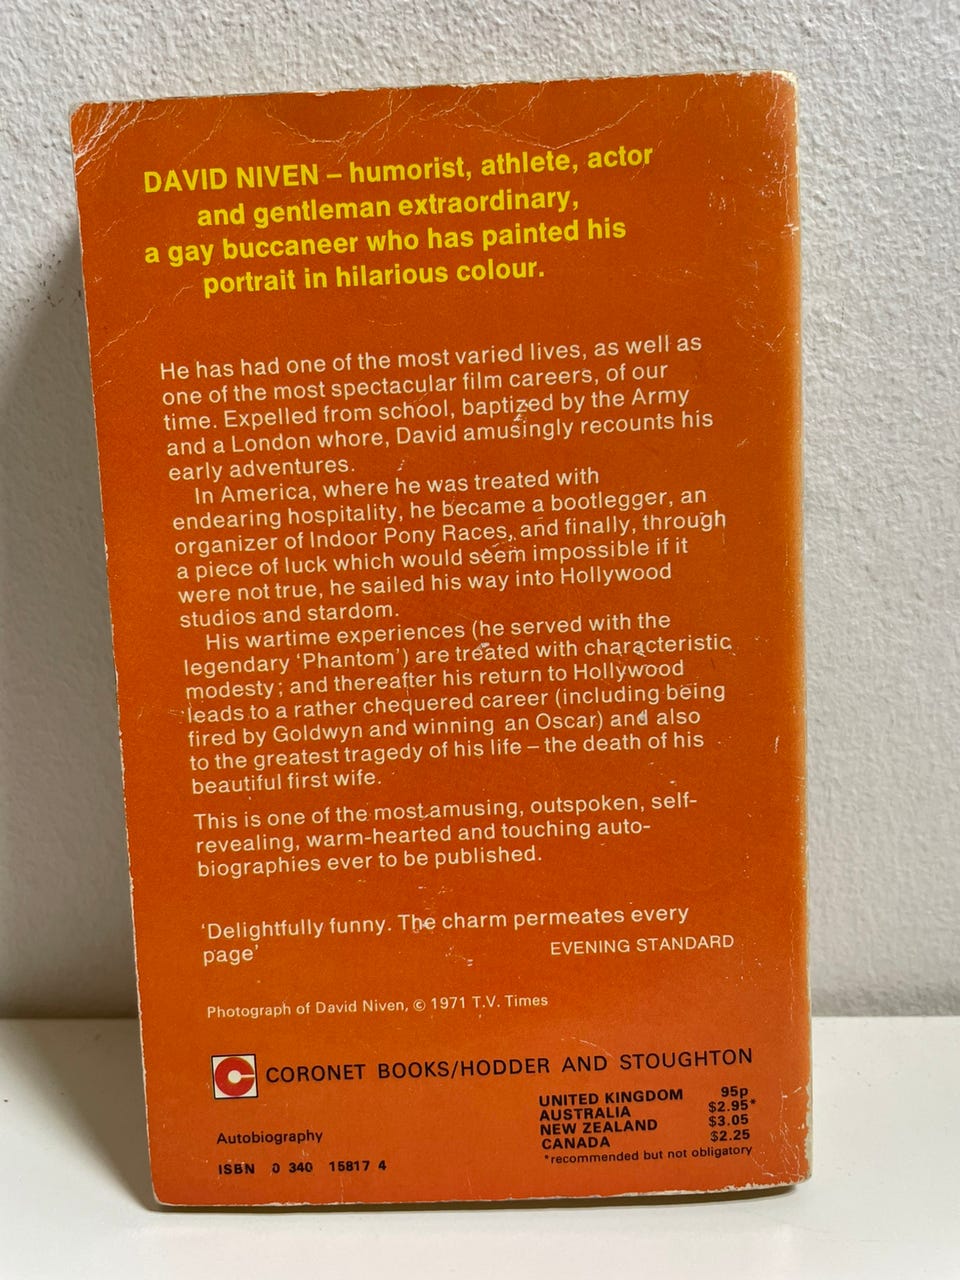 DAVID NIVEN – humorist, athlete, actor
and gentleman extraordinary,
a gay buccaneer who has painted his
portrait in hilarious colour.
He has had one of the most varied lives, as well as
one of the most spectacular film careers, of our
time. Expelled from school, baptized by the Army
and a London whore, David amusingly recounts his
early adventures.
In America, where he was treated with
endearing hospitality, he became a bootlegger, an
organizer of Indoor Pony Races, and finally, through
a piece of luck which would seem impossible if it
were not true, he sailed his way into Hollywood
studios and stardom.
His wartime experiences (he served with the
legendary ‘Phantom’) are treated with characteristic
modesty; and thereafter his return to Hollywood
leads to a rather chequered career (including being
fired by Goldwyn and winning an Oscar) and also
to the greatest tragedy of his life – the death of his
beautiful first wife.
This is one of the most amusing, outspoken, self-
revealing, warm-hearted and touching auto-
biographies ever to be published.
‘Delightfully funny. The charm permeates every
page’ EVENING STANDARD
Photograph of David Niven, © 1971 T.V. Times
CORONET BOOKS/HODDER AND STOUGHTON
UNITED KINGDOM 95p
AUSTRALIA $2.95*
NEW ZEALAND $3.05
CANADA $2.25
*recommended but not obligatory
Autobiography
ISBN 0 340 15817 4